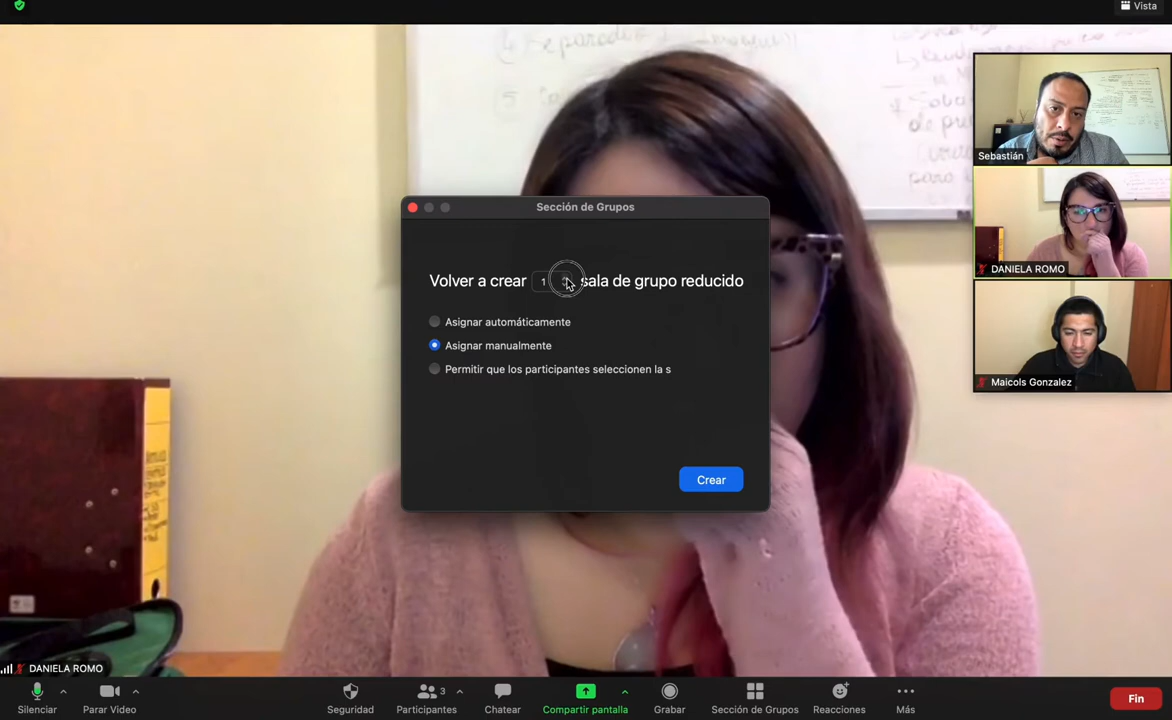 Vista
Sección de Grupos
Volver a crear 1 sala de grupo reducido
Asignar automáticamente
Asignar manualmente
Permitir que los participantes seleccionen la s
Crear
Sebastián
DANIELA ROMO
Maicols Gonzalez
DANIELA ROMO
Silenciar
Parar Video
Seguridad
3
Participantes
Chatear
Compartir pantalla
Grabar
Sección de Grupos
Reacciones
Más
Fin